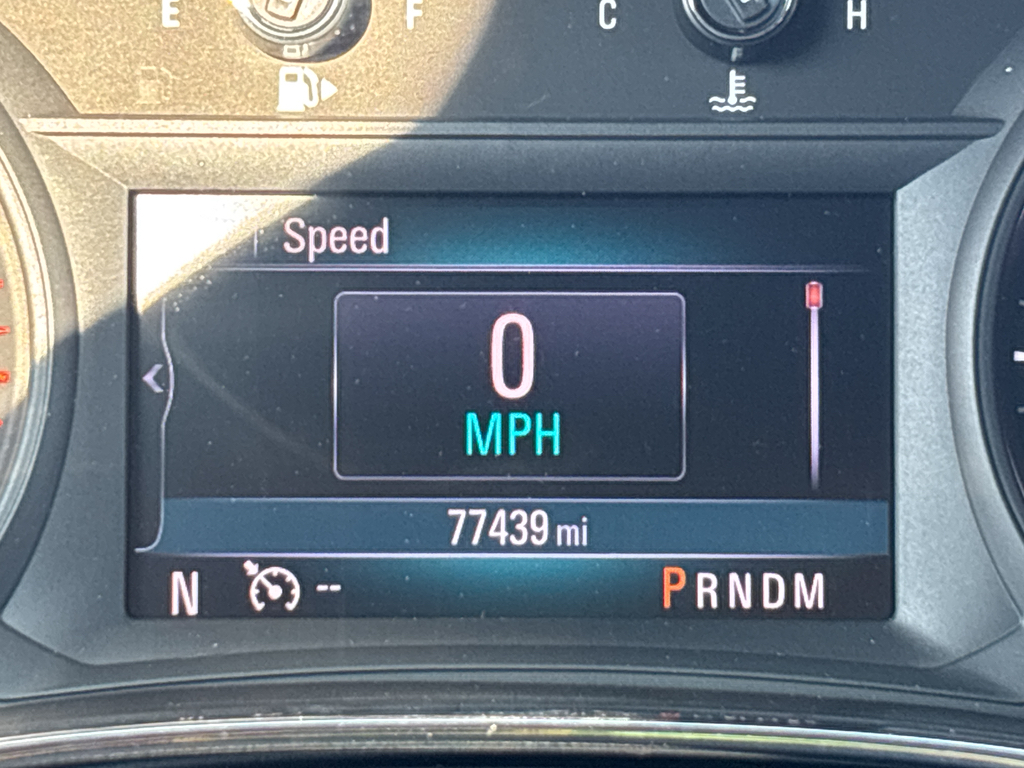 E F C H
Speed
0
MPH
77439 mi
N -- PRNDM